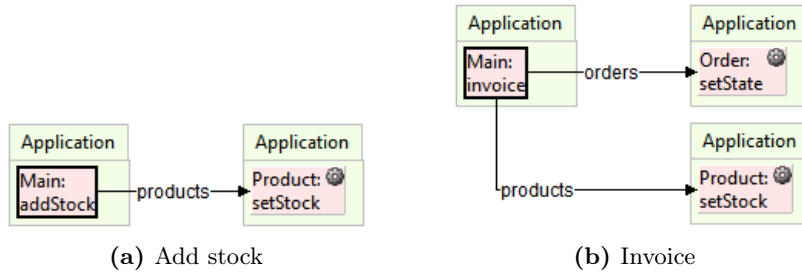 Application
Main:
addStock
products
Application
Product:
setStock
(a) Add stock
Application
Main:
invoice
orders
Application
Order:
setState
products
Application
Product:
setStock
(b) Invoice